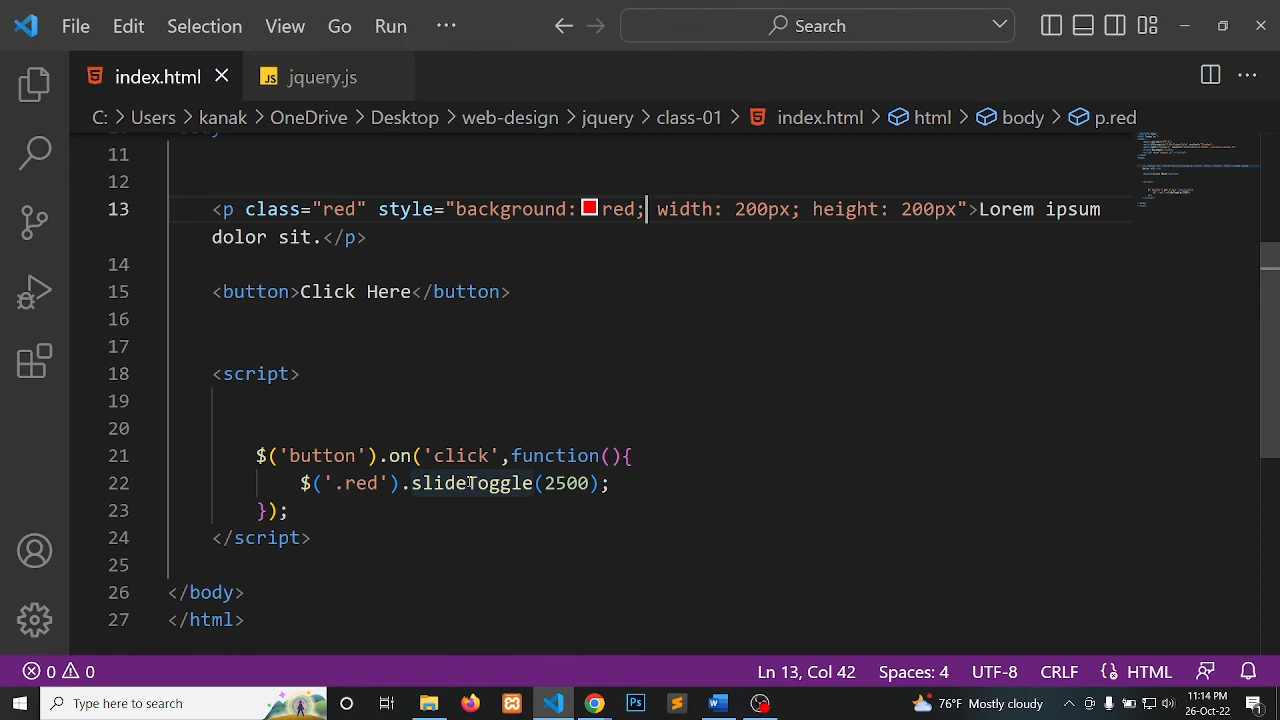 File Edit Selection View Go Run ··· Search
index.html JS jquery.js
C: Users kanak OneDrive Desktop web-design jquery class-01 index.html html body p.red
11
12
13 <p class="red" style="background: red; width: 200px; height: 200px">Lorem ipsum
dolor sit.</p>
14
15 <button>Click Here</button>
16
17
18 <script>
19
20
21 $('button').on('click',function(){
22 $('.red').slideToggle(2500);
23 });
24 </script>
25
26 </body>
27 </html>
0 0 Ln 13, Col 42 Spaces: 4 UTF-8 CRLF HTML
Type here to search Ps W 76°F Mostly cloudy 11:14 PM
26-Oct-22